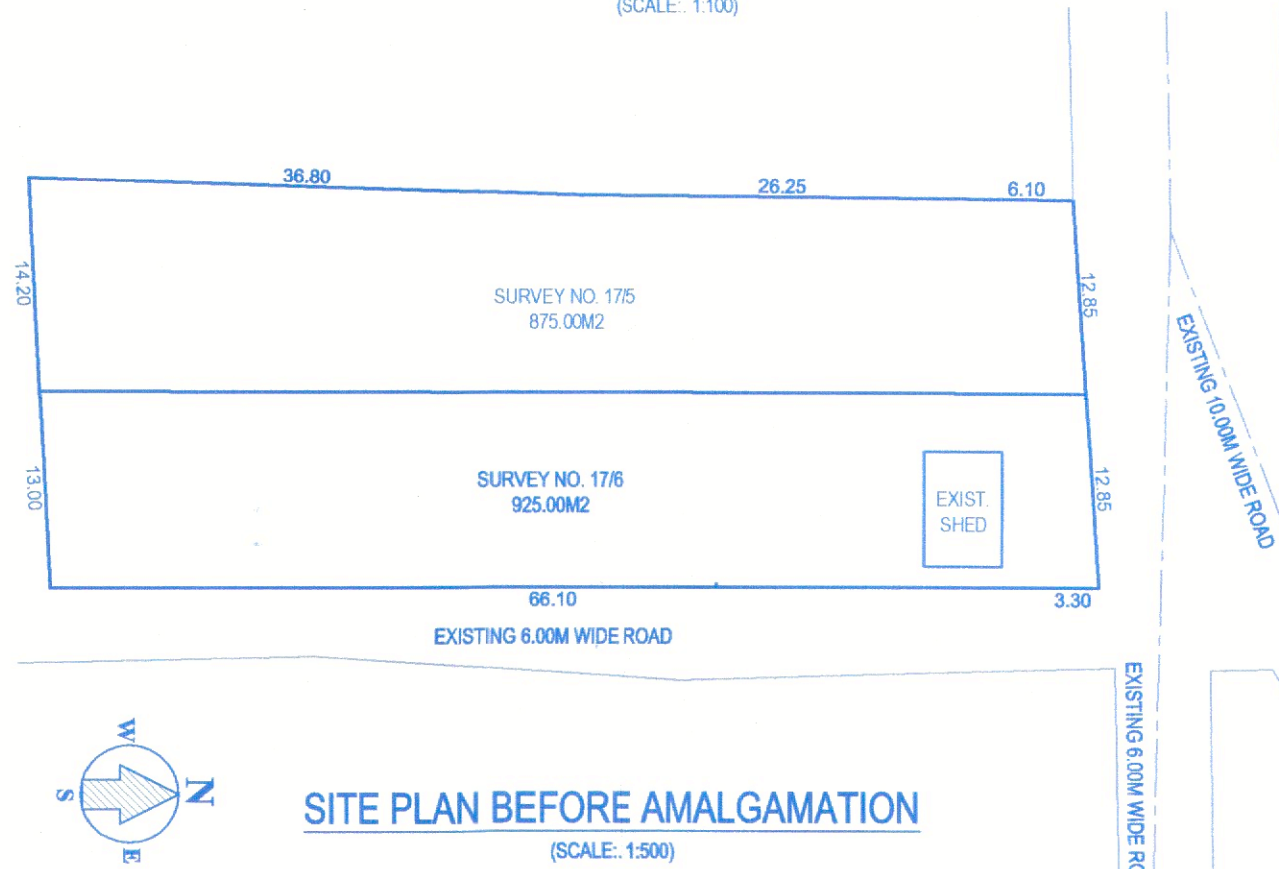 (SCALE:. 1:100)
36.80
26.25
6.10
14.20
SURVEY NO. 17/5
875.00M2
12.85
EXISTING 10.00M WIDE ROAD
13.00
SURVEY NO. 17/6
925.00M2
EXIST.
SHED
12.85
66.10
3.30
EXISTING 6.00M WIDE ROAD
EXISTING 6.00M WIDE
W
S
N
E
SITE PLAN BEFORE AMALGAMATION
(SCALE:. 1:500)